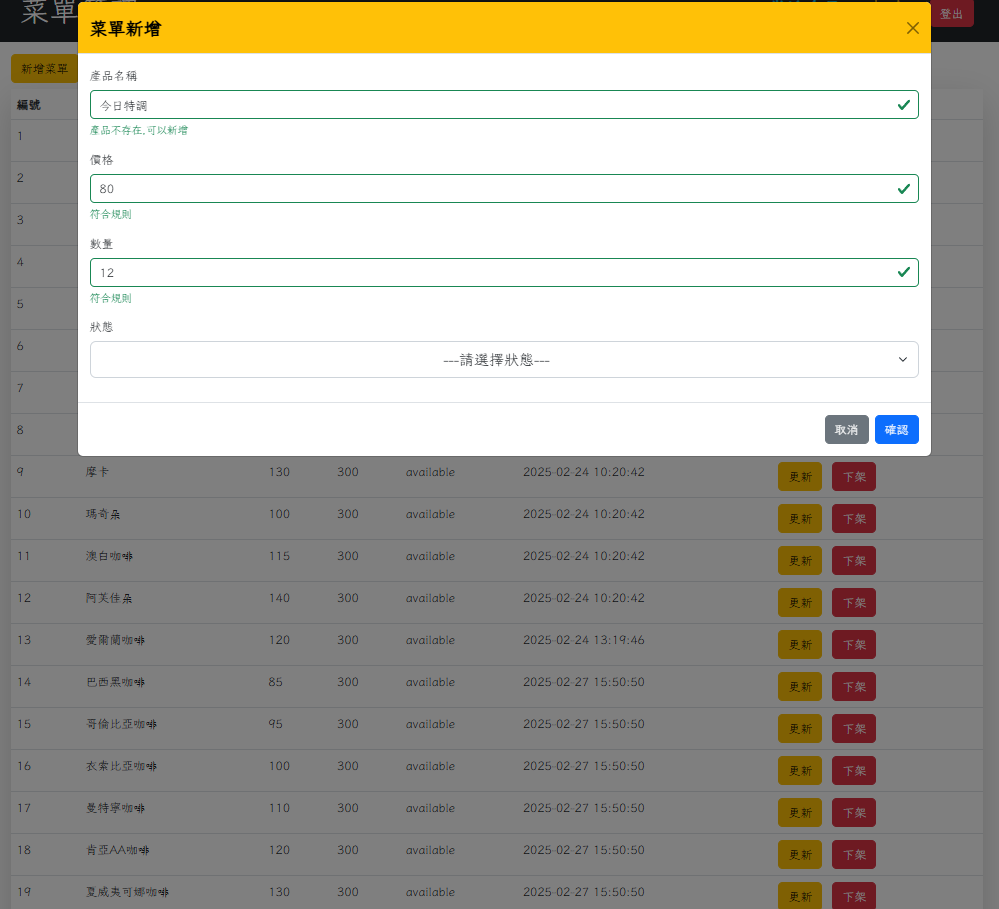 菜單
登出
菜單新增
新增菜單
產品名稱
編號
今日特調
1
產品不存在,可以新增
價格
2
80
3
符合規則
數量
4
12
5
符合規則
狀態
6
---請選擇狀態---
7
8
取消 確認
9 摩卡 130 300 available 2025-02-24 10:20:42 更新 下架
10 瑪奇朵 100 300 available 2025-02-24 10:20:42 更新 下架
11 澳白咖啡 115 300 available 2025-02-24 10:20:42 更新 下架
12 阿芙佳朵 140 300 available 2025-02-24 10:20:42 更新 下架
13 愛爾蘭咖啡 120 300 available 2025-02-24 13:19:46 更新 下架
14 巴西黑咖啡 85 300 available 2025-02-27 15:50:50 更新 下架
15 哥倫比亞咖啡 95 300 available 2025-02-27 15:50:50 更新 下架
16 衣索比亞咖啡 100 300 available 2025-02-27 15:50:50 更新 下架
17 曼特寧咖啡 110 300 available 2025-02-27 15:50:50 更新 下架
18 肯亞AA咖啡 120 300 available 2025-02-27 15:50:50 更新 下架
19 夏威夷可娜咖啡 130 300 available 2025-02-27 15:50:50 更新 下架